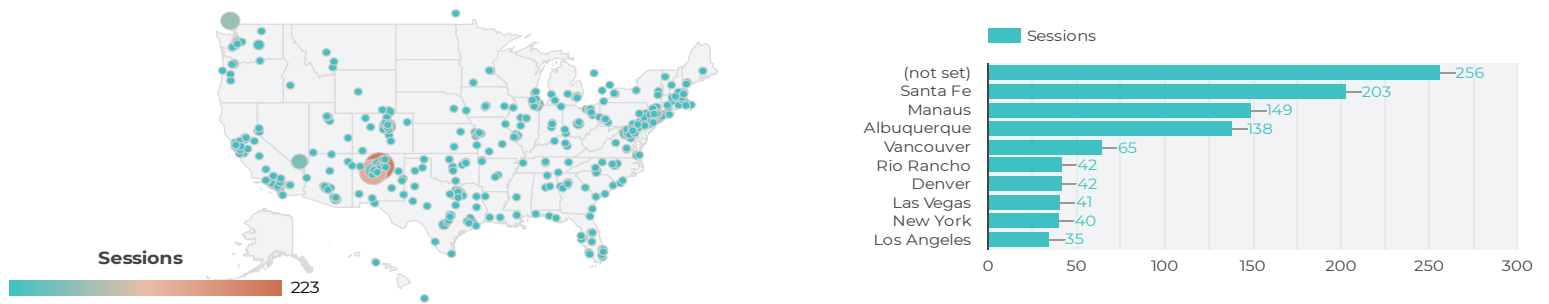 Sessions
223
Sessions
(not set) 256
Santa Fe 203
Manaus 149
Albuquerque 138
Vancouver 65
Rio Rancho 42
Denver 42
Las Vegas 41
New York 40
Los Angeles 35
0 50 100 150 200 250 300